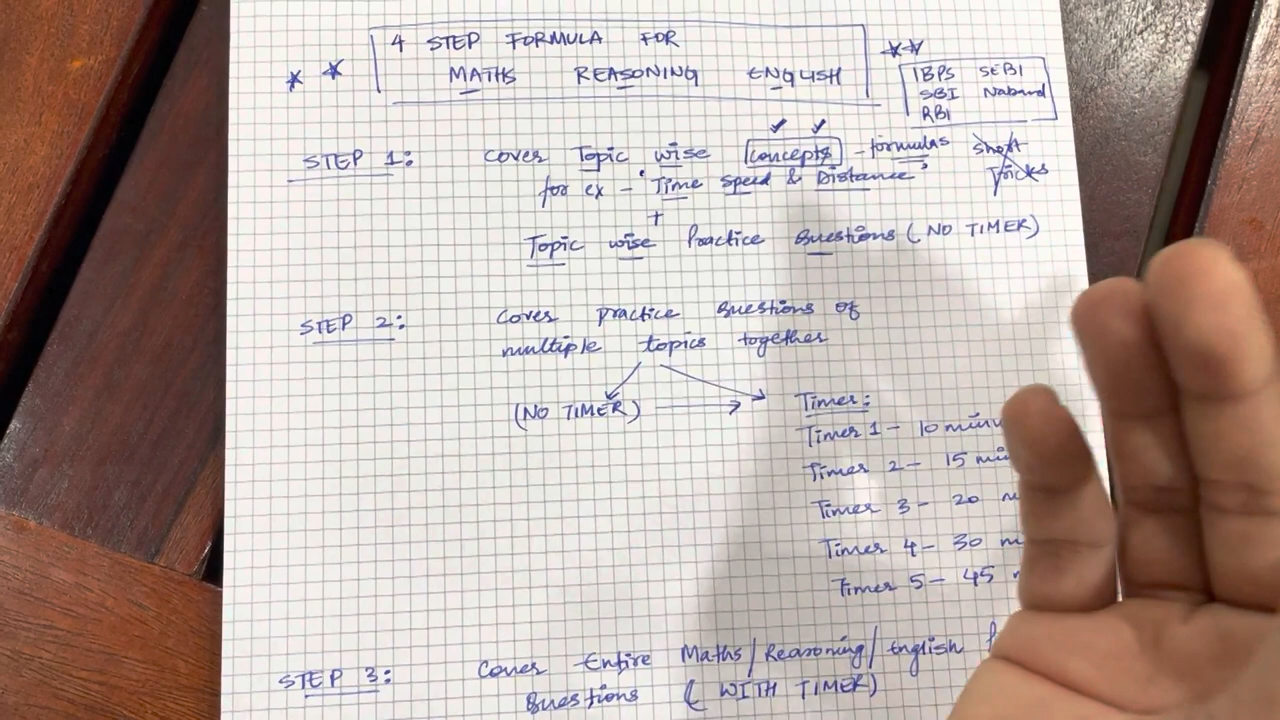 4 STEP FORMULA FOR
MATHS REASONING ENGLISH
IBPS SEBI
SBI Nabard
RBI
STEP 1: Cover Topic wise concepts - formulas short tricks
for ex - 'Time Speed & Distance'
+
Topic wise Practice Questions (NO TIMER)
STEP 2: Cover practice Questions of
multiple topics together
(NO TIMER)
Timer:
Timer 1 - 10
Timer 2 - 15
Timer 3 - 20
Timer 4 - 30
Timer 5 - 45
STEP 3: Cover Entire Maths/Reasoning/English
Questions (WITH TIMER)